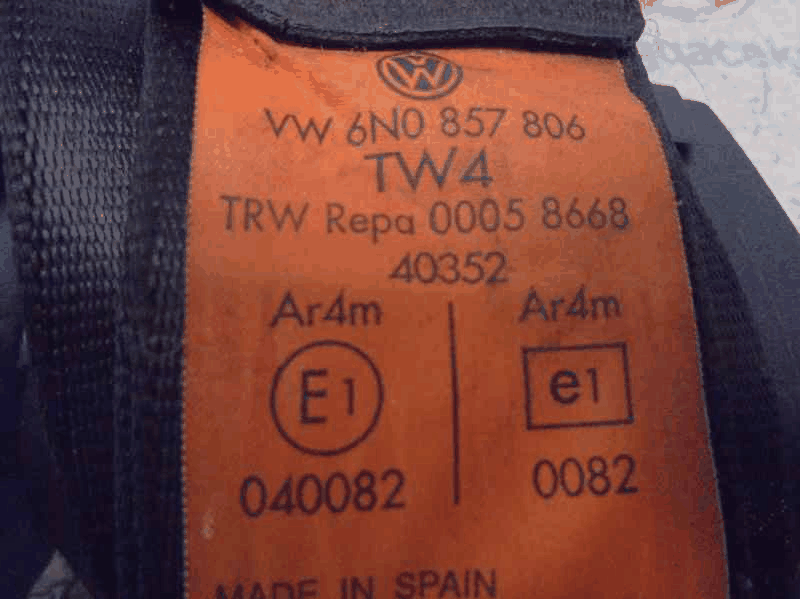 VW 6N0 857 806
TW4
TRW Repa 0005 8668
40352
Ar4m Ar4m
E1 e1
040082 0082
MADE IN SPAIN